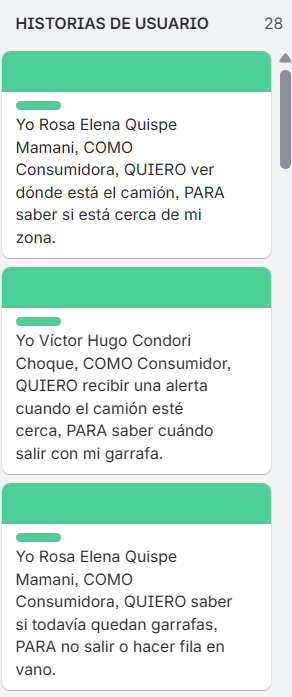 HISTORIAS DE USUARIO 28
Yo Rosa Elena Quispe
Mamani, COMO
Consumidora, QUIERO ver
dónde está el camión, PARA
saber si está cerca de mi
zona.
Yo Víctor Hugo Condori
Choque, COMO Consumidor,
QUIERO recibir una alerta
cuando el camión esté
cerca, PARA saber cuándo
salir con mi garrafa.
Yo Rosa Elena Quispe
Mamani, COMO
Consumidora, QUIERO saber
si todavía quedan garrafas,
PARA no salir o hacer fila en
vano.